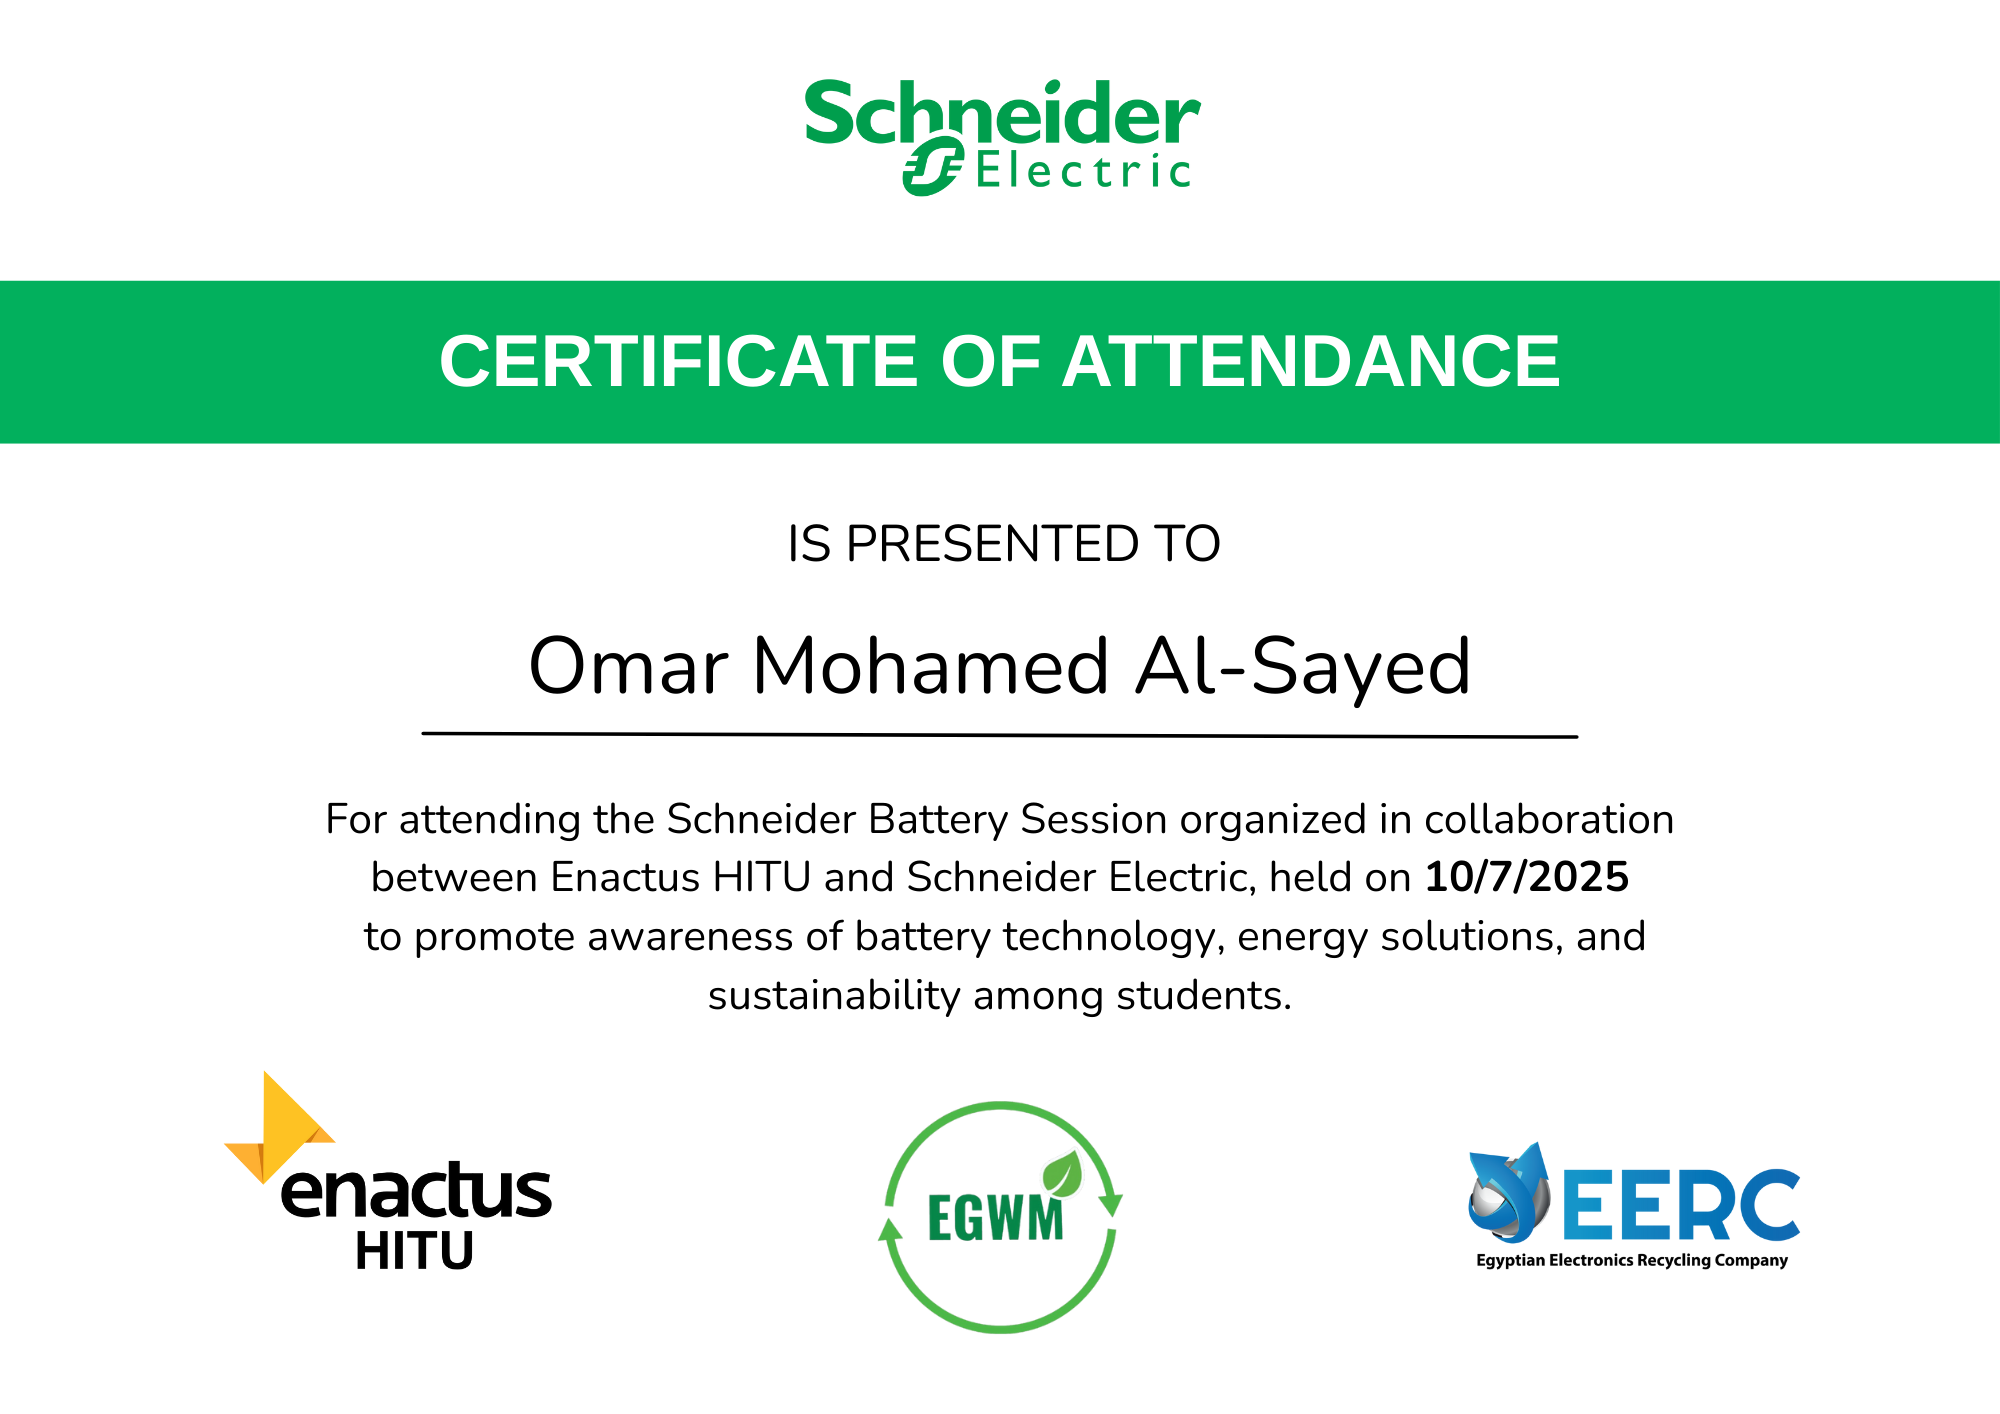 Schneider
Electric
CERTIFICATE OF ATTENDANCE
IS PRESENTED TO
Omar Mohamed Al-Sayed
For attending the Schneider Battery Session organized in collaboration
between Enactus HITU and Schneider Electric, held on 10/7/2025
to promote awareness of battery technology, energy solutions, and
sustainability among students.
enactus
HITU
EGWM
EERC
Egyptian Electronics Recycling Company